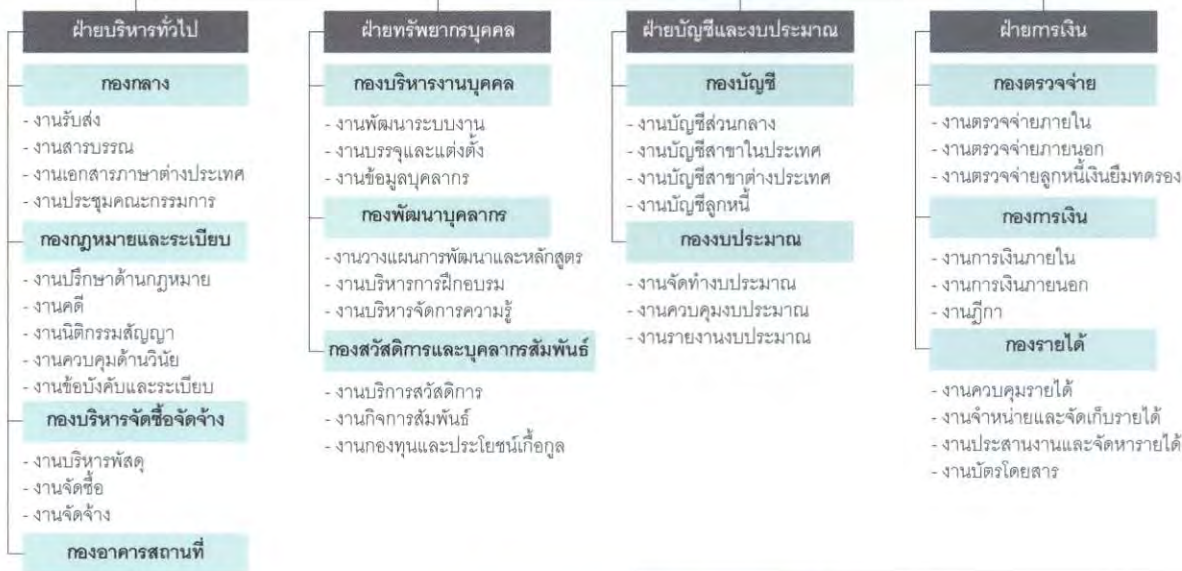 ฝ่ายบริหารทั่วไป
กองกลาง
- งานรับส่ง
- งานสารบรรณ
- งานเอกสารภาษาต่างประเทศ
- งานประชุมคณะกรรมการ
กองกฎหมายและระเบียบ
- งานปรึกษาด้านกฎหมาย
- งานคดี
- งานนิติกรรมสัญญา
- งานควบคุมด้านวินัย
- งานข้อบังคับและระเบียบ
กองบริหารจัดซื้อจัดจ้าง
- งานบริหารพัสดุ
- งานจัดซื้อ
- งานจัดจ้าง
กองอาคารสถานที่
ฝ่ายทรัพยากรบุคคล
กองบริหารงานบุคคล
- งานพัฒนาระบบงาน
- งานบรรจุและแต่งตั้ง
- งานข้อมูลบุคลากร
กองพัฒนาบุคลากร
- งานวางแผนการพัฒนาและหลักสูตร
- งานบริหารการฝึกอบรม
- งานบริหารจัดการความรู้
กองสวัสดิการและบุคลากรสัมพันธ์
- งานบริการสวัสดิการ
- งานกิจการสัมพันธ์
- งานกองทุนและประโยชน์เกื้อกูล
ฝ่ายบัญชีและงบประมาณ
กองบัญชี
- งานบัญชีส่วนกลาง
- งานบัญชีสาขาในประเทศ
- งานบัญชีสาขาต่างประเทศ
- งานบัญชีลูกหนี้
กองงบประมาณ
- งานจัดทำงบประมาณ
- งานควบคุมงบประมาณ
- งานรายงานงบประมาณ
ฝ่ายการเงิน
กองตรวจจ่าย
- งานตรวจจ่ายภายใน
- งานตรวจจ่ายภายนอก
- งานตรวจจ่ายลูกหนี้เงินยืมทดรอง
กองการเงิน
- งานการเงินภายใน
- งานการเงินภายนอก
- งานฎีกา
กองรายได้
- งานควบคุมรายได้
- งานจำหน่ายและจัดเก็บรายได้
- งานประสานงานและจัดหารายได้
- งานบัตรโดยสาร